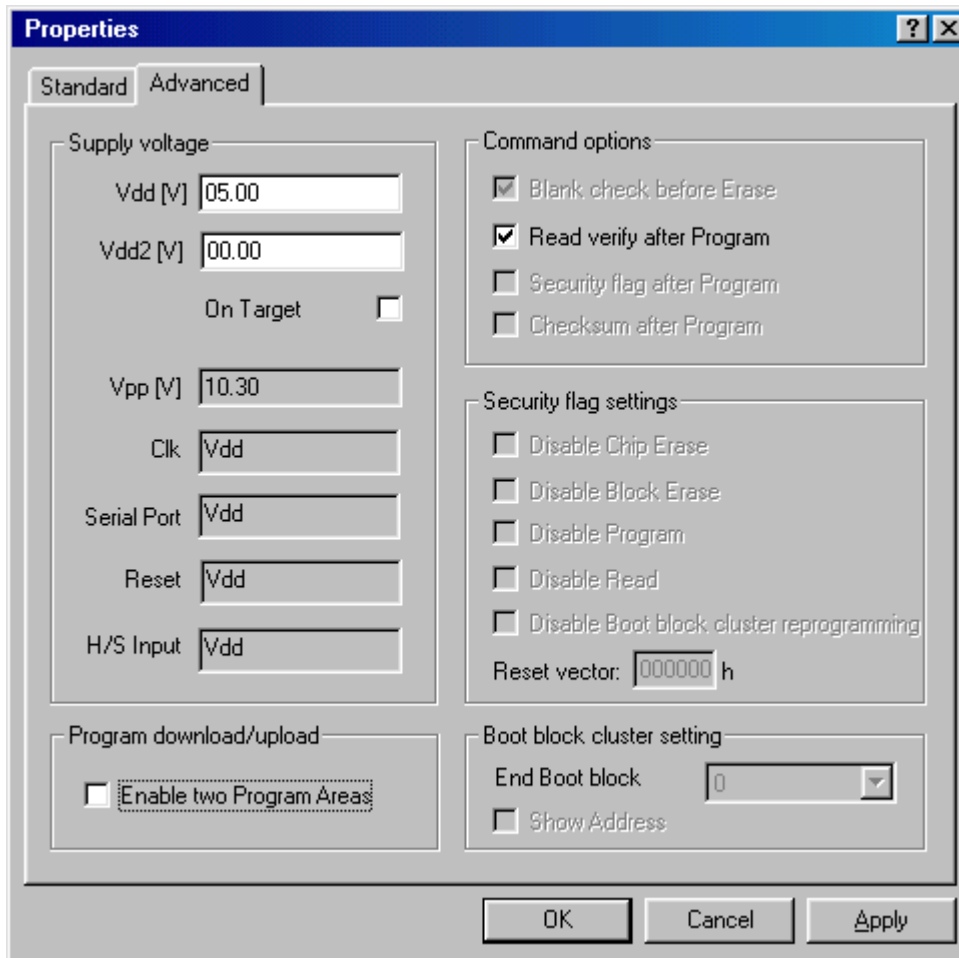 Properties
Standard
Advanced
Supply voltage
Vdd [V] 05.00
Vdd2 [V] 00.00
On Target
Vpp [V] 10.30
Clk Vdd
Serial Port Vdd
Reset Vdd
H/S Input Vdd
Program download/upload
Enable two Program Areas
Command options
Blank check before Erase
Read verify after Program
Security flag after Program
Checksum after Program
Security flag settings
Disable Chip Erase
Disable Block Erase
Disable Program
Disable Read
Disable Boot block cluster reprogramming
Reset vector: 000000 h
Boot block cluster setting
End Boot block 0
Show Address
OK
Cancel
Apply